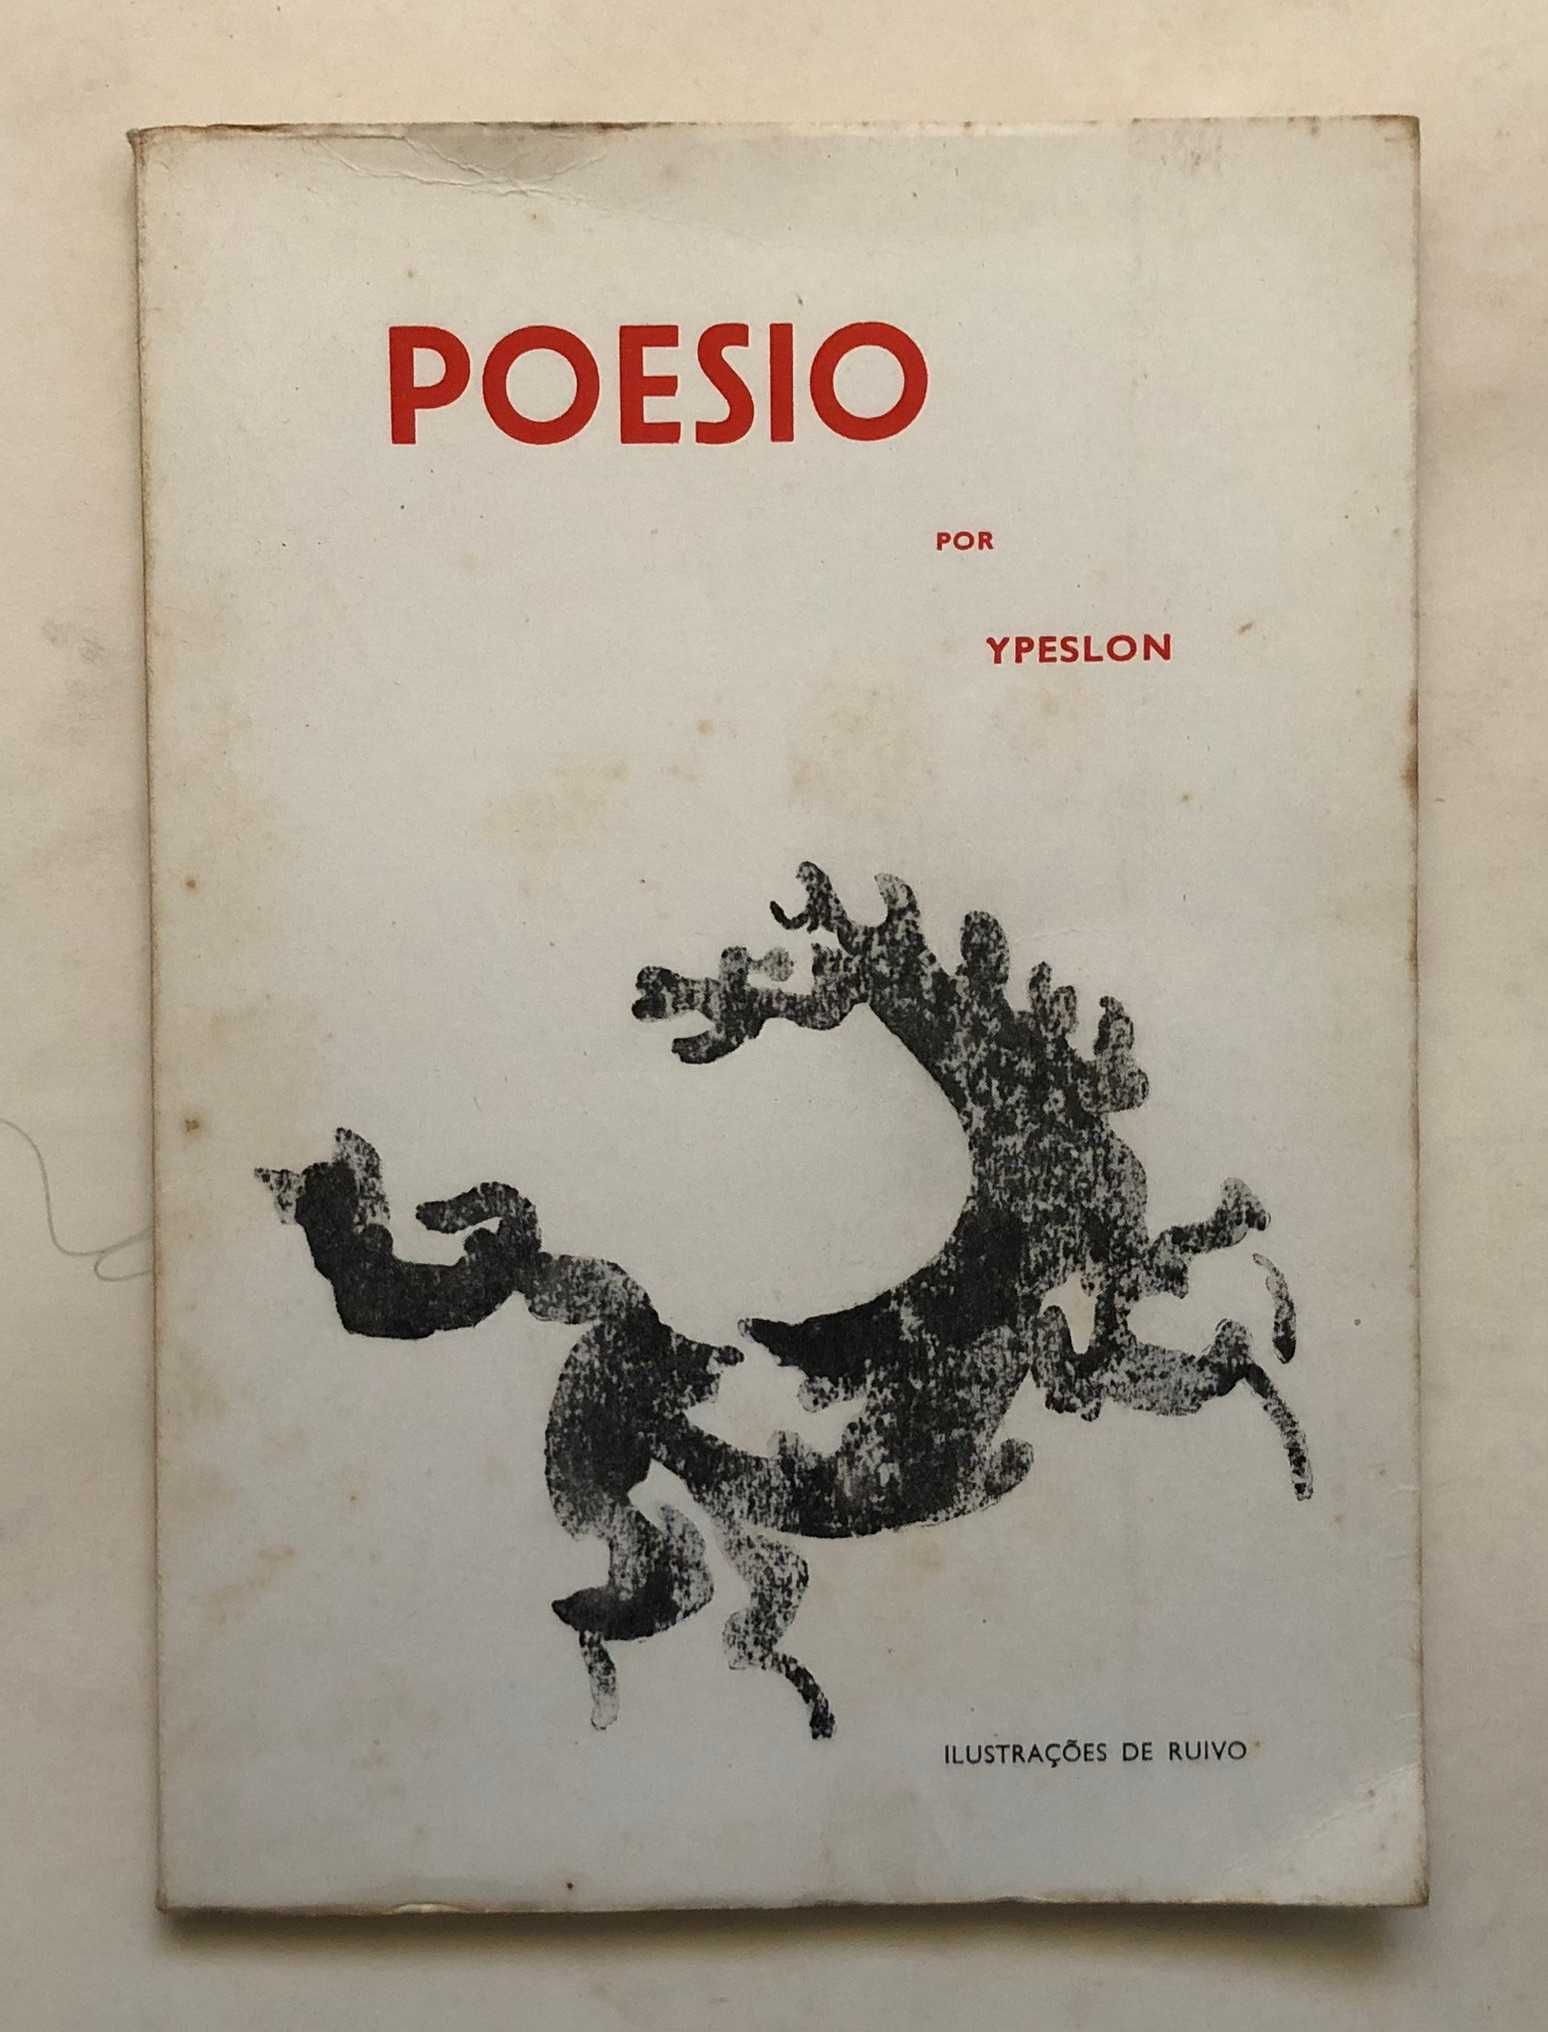 POESIO
POR
YPESLON
ILUSTRAÇÕES DE RUIVO